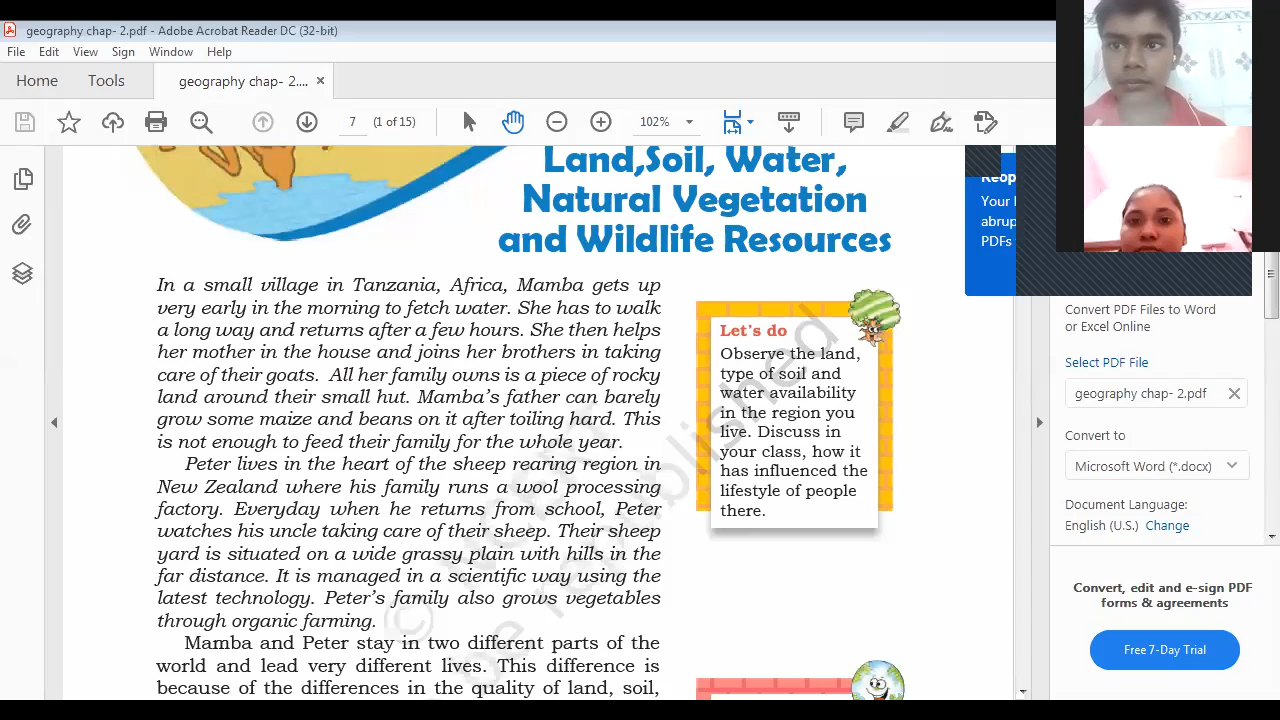 geography chap- 2.pdf - Adobe Acrobat Reader DC (32-bit)
File Edit View Sign Window Help
Home Tools geography chap- 2.... ×
7 (1 of 15) 102%
Land,Soil, Water,
Natural Vegetation
and Wildlife Resources
In a small village in Tanzania, Africa, Mamba gets up
very early in the morning to fetch water. She has to walk
a long way and returns after a few hours. She then helps
her mother in the house and joins her brothers in taking
care of their goats. All her family owns is a piece of rocky
land around their small hut. Mamba's father can barely
grow some maize and beans on it after toiling hard. This
is not enough to feed their family for the whole year.
Peter lives in the heart of the sheep rearing region in
New Zealand where his family runs a wool processing
factory. Everyday when he returns from school, Peter
watches his uncle taking care of their sheep. Their sheep
yard is situated on a wide grassy plain with hills in the
far distance. It is managed in a scientific way using the
latest technology. Peter's family also grows vegetables
through organic farming.
Mamba and Peter stay in two different parts of the
world and lead very different lives. This difference is
because of the differences in the quality of land, soil,
Let's do
Observe the land,
type of soil and
water availability
in the region you
live. Discuss in
your class, how it
has influenced the
lifestyle of people
there.
© NCERT
be republished
Your
abrup
PDFs
Convert PDF Files to Word
or Excel Online
Select PDF File
geography chap- 2.pdf
Convert to
Microsoft Word (*.docx)
Document Language:
English (U.S.) Change
Convert, edit and e-sign PDF
forms & agreements
Free 7-Day Trial